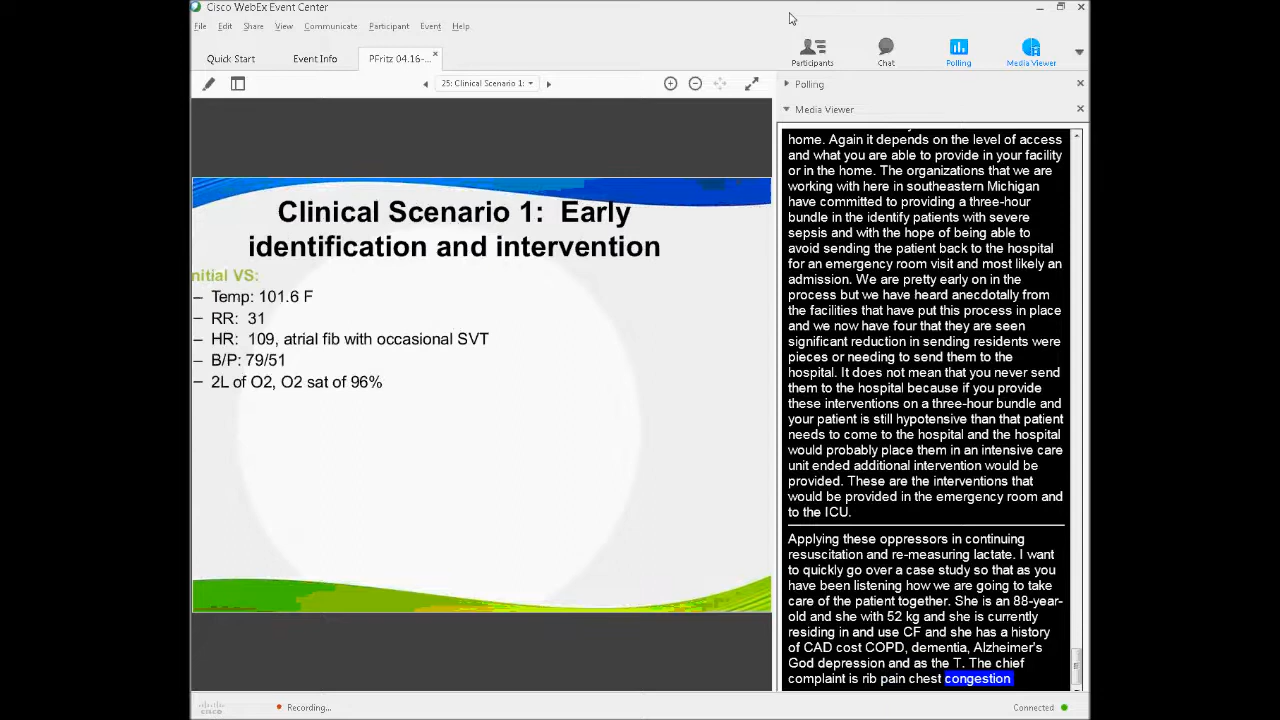 Cisco WebEx Event Center
File Edit Share View Communicate Participant Event Help
Quick Start Event Info PFritz 04.16-...
Participants Chat Polling Media Viewer
25: Clinical Scenario 1:
Polling
Media Viewer
Clinical Scenario 1: Early
identification and intervention
nitial VS:
– Temp: 101.6 F
– RR: 31
– HR: 109, atrial fib with occasional SVT
– B/P: 79/51
– 2L of O2, O2 sat of 96%
home. Again it depends on the level of access
and what you are able to provide in your facility
or in the home. The organizations that we are
working with here in southeastern Michigan
have committed to providing a three-hour
bundle in the identify patients with severe
sepsis and with the hope of being able to
avoid sending the patient back to the hospital
for an emergency room visit and most likely an
admission. We are pretty early on in the
process but we have heard anecdotally from
the facilities that have put this process in place
and we now have four that they are seen
significant reduction in sending residents were
pieces or needing to send them to the
hospital. It does not mean that you never send
them to the hospital because if you provide
these interventions on a three-hour bundle and
your patient is still hypotensive than that patient
needs to come to the hospital and the hospital
would probably place them in an intensive care
unit ended additional intervention would be
provided. These are the interventions that
would be provided in the emergency room and
to the ICU.
Applying these oppressors in continuing
resuscitation and re-measuring lactate. I want
to quickly go over a case study so that as you
have been listening how we are going to take
care of the patient together. She is an 88-year-
old and she with 52 kg and she is currently
residing in and use CF and she has a history
of CAD cost COPD, dementia, Alzheimer's
God depression and as the T. The chief
complaint is rib pain chest congestion
cisco
Recording...
Connected